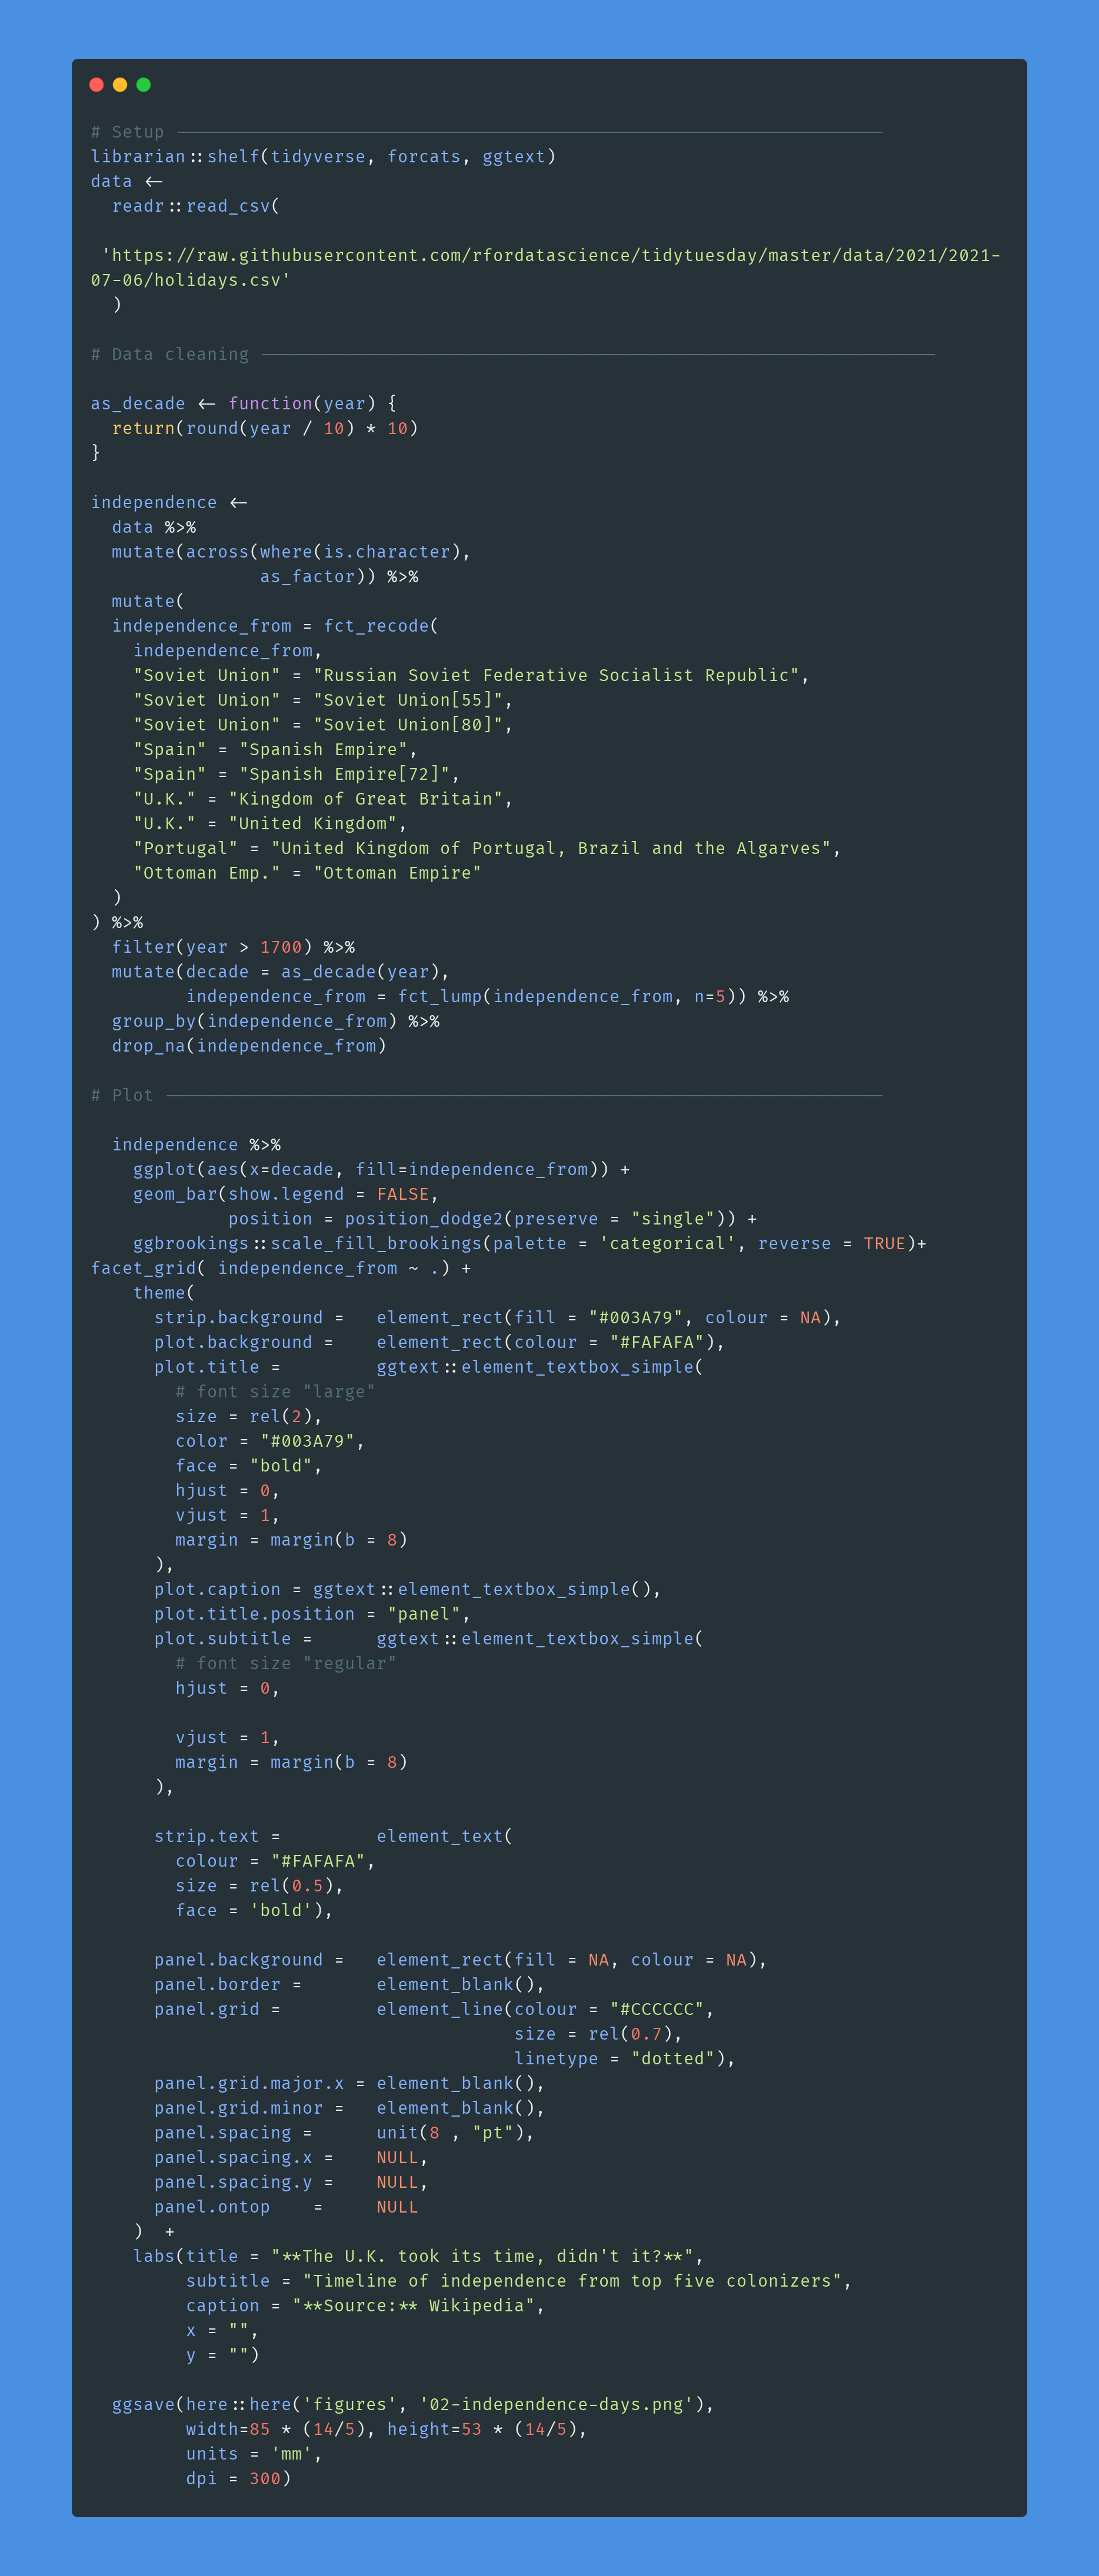 # Setup -------------------------------------------------------------------
librarian::shelf(tidyverse, forcats, ggtext)
data <-
  readr::read_csv(

 'https://raw.githubusercontent.com/rfordatascience/tidytuesday/master/data/2021/2021-
07-06/holidays.csv'
  )

# Data cleaning ----------------------------------------------------------------

as_decade <- function(year) {
  return(round(year / 10) * 10)
}

independence <-
  data %>%
  mutate(across(where(is.character),
                as_factor)) %>%
  mutate(
  independence_from = fct_recode(
    independence_from,
    "Soviet Union" = "Russian Soviet Federative Socialist Republic",
    "Soviet Union" = "Soviet Union[55]",
    "Soviet Union" = "Soviet Union[80]",
    "Spain" = "Spanish Empire",
    "Spain" = "Spanish Empire[72]",
    "U.K." = "Kingdom of Great Britain",
    "U.K." = "United Kingdom",
    "Portugal" = "United Kingdom of Portugal, Brazil and the Algarves",
    "Ottoman Emp." = "Ottoman Empire"
  )
) %>%
  filter(year > 1700) %>%
  mutate(decade = as_decade(year),
         independence_from = fct_lump(independence_from, n=5)) %>%
  group_by(independence_from) %>%
  drop_na(independence_from)

# Plot --------------------------------------------------------------------

  independence %>%
    ggplot(aes(x=decade, fill=independence_from)) +
    geom_bar(show.legend = FALSE,
             position = position_dodge2(preserve = "single")) +
    ggbrookings::scale_fill_brookings(palette = 'categorical', reverse = TRUE)+
facet_grid( independence_from ~ .) +
    theme(
      strip.background =   element_rect(fill = "#003A79", colour = NA),
      plot.background =    element_rect(colour = "#FAFAFA"),
      plot.title =         ggtext::element_textbox_simple(
        # font size "large"
        size = rel(2),
        color = "#003A79",
        face = "bold",
        hjust = 0,
        vjust = 1,
        margin = margin(b = 8)
      ),
      plot.caption = ggtext::element_textbox_simple(),
      plot.title.position = "panel",
      plot.subtitle =      ggtext::element_textbox_simple(
        # font size "regular"
        hjust = 0,

        vjust = 1,
        margin = margin(b = 8)
      ),

      strip.text =         element_text(
        colour = "#FAFAFA",
        size = rel(0.5),
        face = 'bold'),

      panel.background =   element_rect(fill = NA, colour = NA),
      panel.border =       element_blank(),
      panel.grid =         element_line(colour = "#CCCCCC",
                                        size = rel(0.7),
                                        linetype = "dotted"),
      panel.grid.major.x = element_blank(),
      panel.grid.minor =   element_blank(),
      panel.spacing =      unit(8 , "pt"),
      panel.spacing.x =    NULL,
      panel.spacing.y =    NULL,
      panel.ontop    =     NULL
    )  +
    labs(title = "**The U.K. took its time, didn't it?**",
         subtitle = "Timeline of independence from top five colonizers",
         caption = "**Source:** Wikipedia",
         x = "",
         y = "")

  ggsave(here::here('figures', '02-independence-days.png'),
         width=85 * (14/5), height=53 * (14/5),
         units = 'mm',
         dpi = 300)